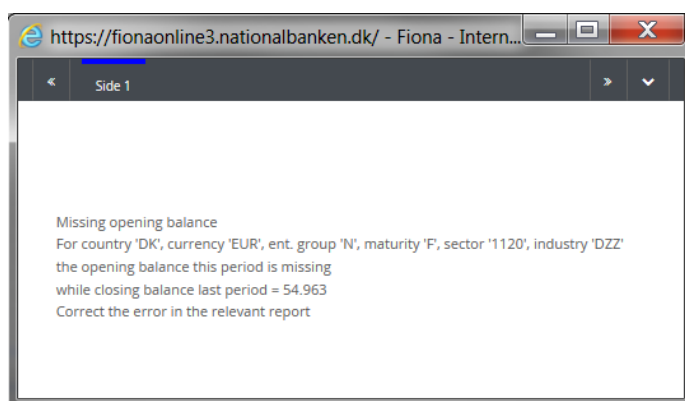 https://fionaonline3.nationalbanken.dk/ - Fiona - Intern...
Side 1
Missing opening balance
For country 'DK', currency 'EUR', ent. group 'N', maturity 'F', sector '1120', industry 'DZZ'
the opening balance this period is missing
while closing balance last period = 54.963
Correct the error in the relevant report